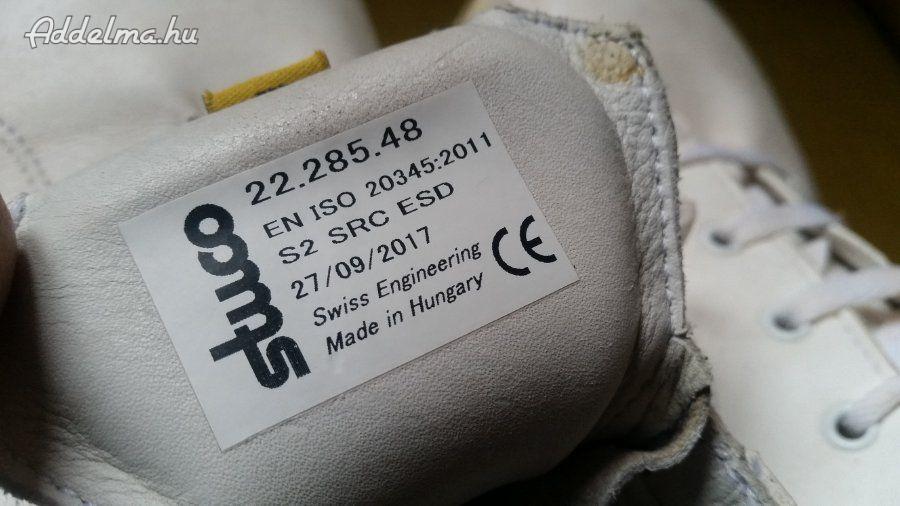 Addelma.hu
22.285.48
EN ISO 20345:2011
S2 SRC ESD
27/09/2017
Swiss Engineering
Made in Hungary
CE
stuco